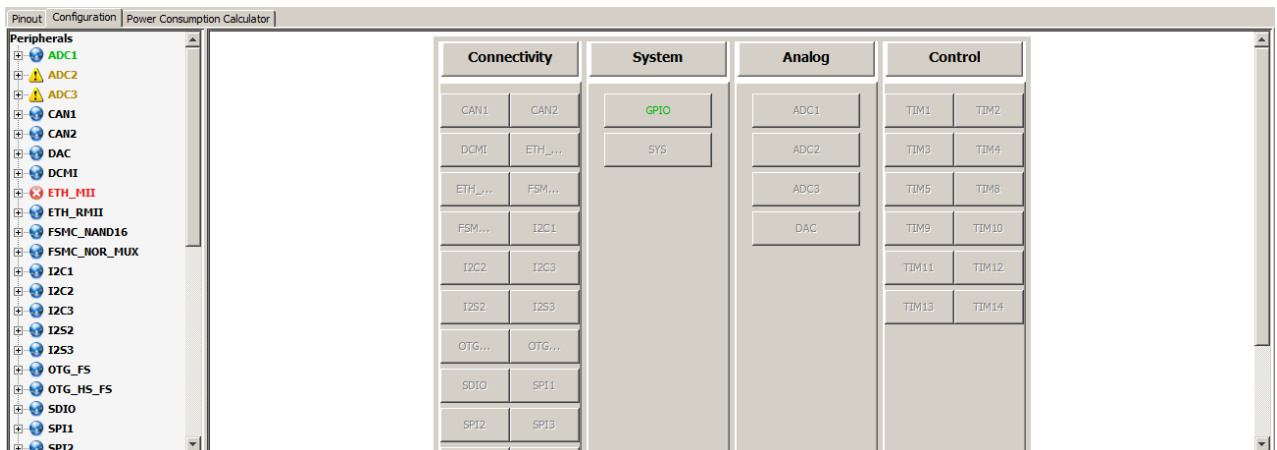 Pinout Configuration Power Consumption Calculator
Peripherals
ADC1
ADC2
ADC3
CAN1
CAN2
DAC
DCMI
ETH_MII
ETH_RMII
FSMC_NAND16
FSMC_NOR_MUX
I2C1
I2C2
I2C3
I2S2
I2S3
OTG_FS
OTG_HS_FS
SDIO
SPI1
SPI2
Connectivity
CAN1 CAN2
DCMI ETH_...
ETH_... FSM...
FSM... I2C1
I2C2 I2C3
I2S2 I2S3
OTG... OTG...
SDIO SPI1
SPI2 SPI3
System
GPIO
SYS
Analog
ADC1
ADC2
ADC3
DAC
Control
TIM1 TIM2
TIM3 TIM4
TIM5 TIM8
TIM9 TIM10
TIM11 TIM12
TIM13 TIM14